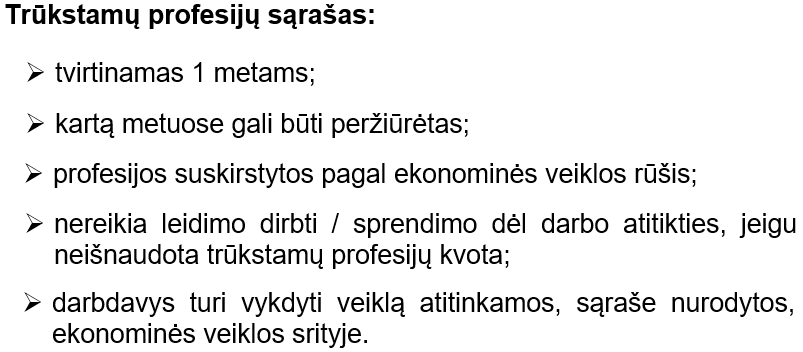 Trūkstamų profesijų sąrašas:
➢ tvirtinamas 1 metams;
➢ kartą metuose gali būti peržiūrėtas;
➢ profesijos suskirstytos pagal ekonominės veiklos rūšis;
➢ nereikia leidimo dirbti / sprendimo dėl darbo atitikties, jeigu
neišnaudota trūkstamų profesijų kvota;
➢ darbdavys turi vykdyti veiklą atitinkamos, sąraše nurodytos,
ekonominės veiklos srityje.